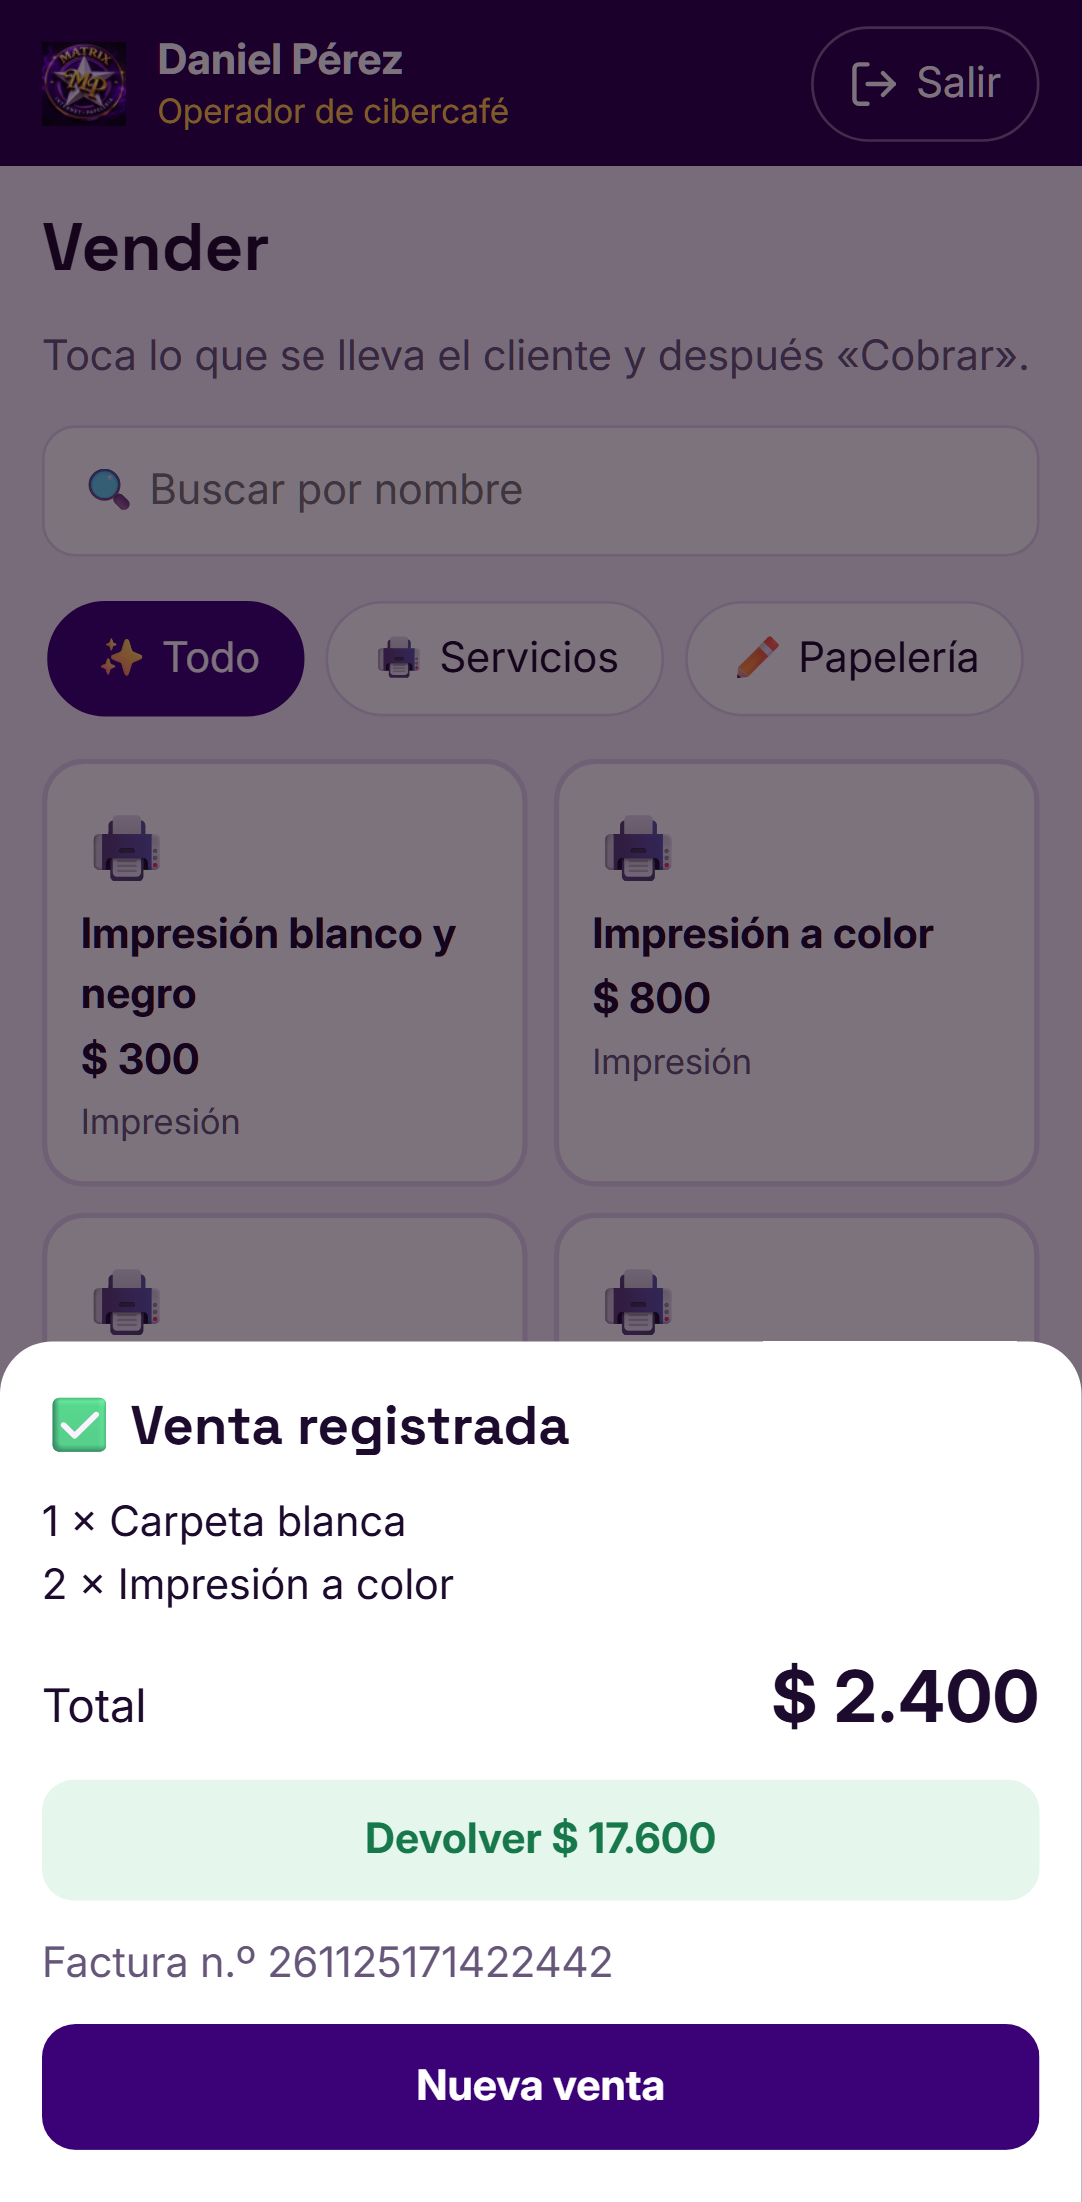 MATRIX
MP
Daniel Pérez
Operador de cibercafé
Salir
Vender
Toca lo que se lleva el cliente y después «Cobrar».
Buscar por nombre
Todo
Servicios
Papelería
Impresión blanco y
negro
$ 300
Impresión
Impresión a color
$ 800
Impresión
Venta registrada
1 × Carpeta blanca
2 × Impresión a color
Total
$ 2.400
Devolver $ 17.600
Factura n.º 261125171422442
Nueva venta